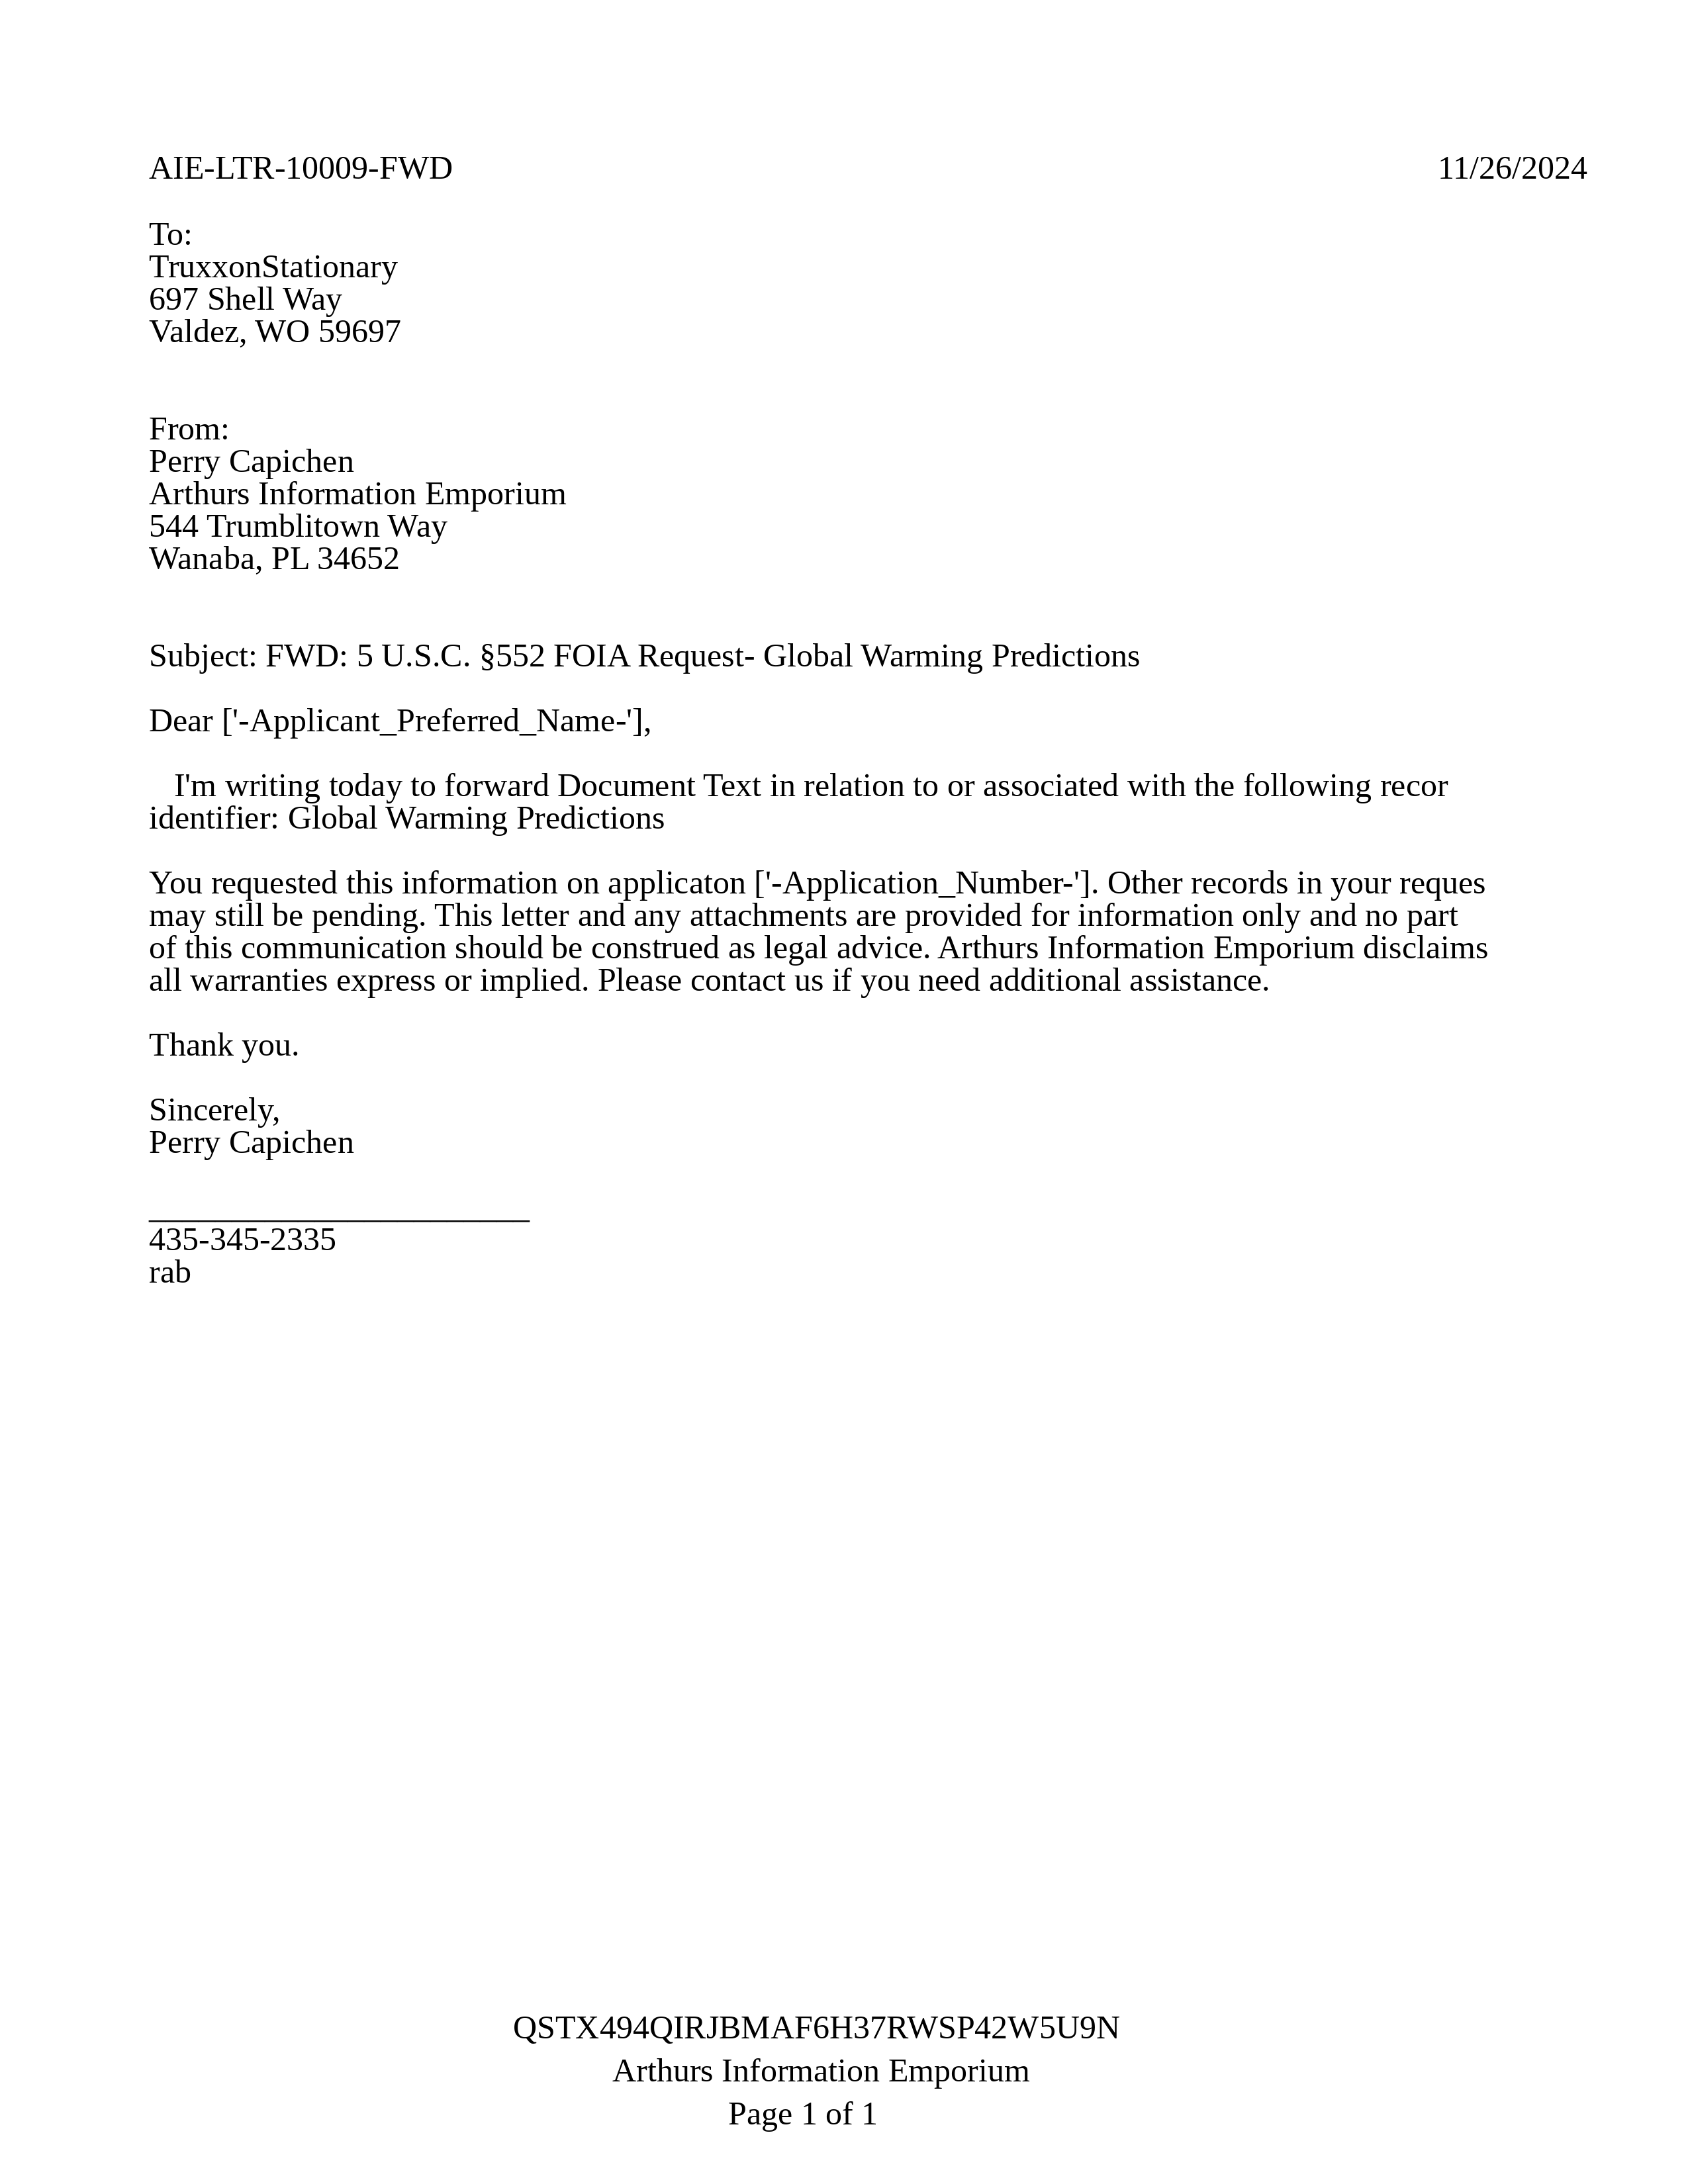 AIE-LTR-10009-FWD 11/26/2024
To:
TruxxonStationary
697 Shell Way
Valdez, WO 59697
From:
Perry Capichen
Arthurs Information Emporium
544 Trumblitown Way
Wanaba, PL 34652
Subject: FWD: 5 U.S.C. §552 FOIA Request- Global Warming Predictions
Dear ['-Applicant_Preferred_Name-'],
I'm writing today to forward Document Text in relation to or associated with the following recor
identifier: Global Warming Predictions
You requested this information on applicaton ['-Application_Number-']. Other records in your reques
may still be pending. This letter and any attachments are provided for information only and no part
of this communication should be construed as legal advice. Arthurs Information Emporium disclaims
all warranties express or implied. Please contact us if you need additional assistance.
Thank you.
Sincerely,
Perry Capichen
_______________________
435-345-2335
rab
QSTX494QIRJBMAF6H37RWSP42W5U9N
Arthurs Information Emporium
Page 1 of 1